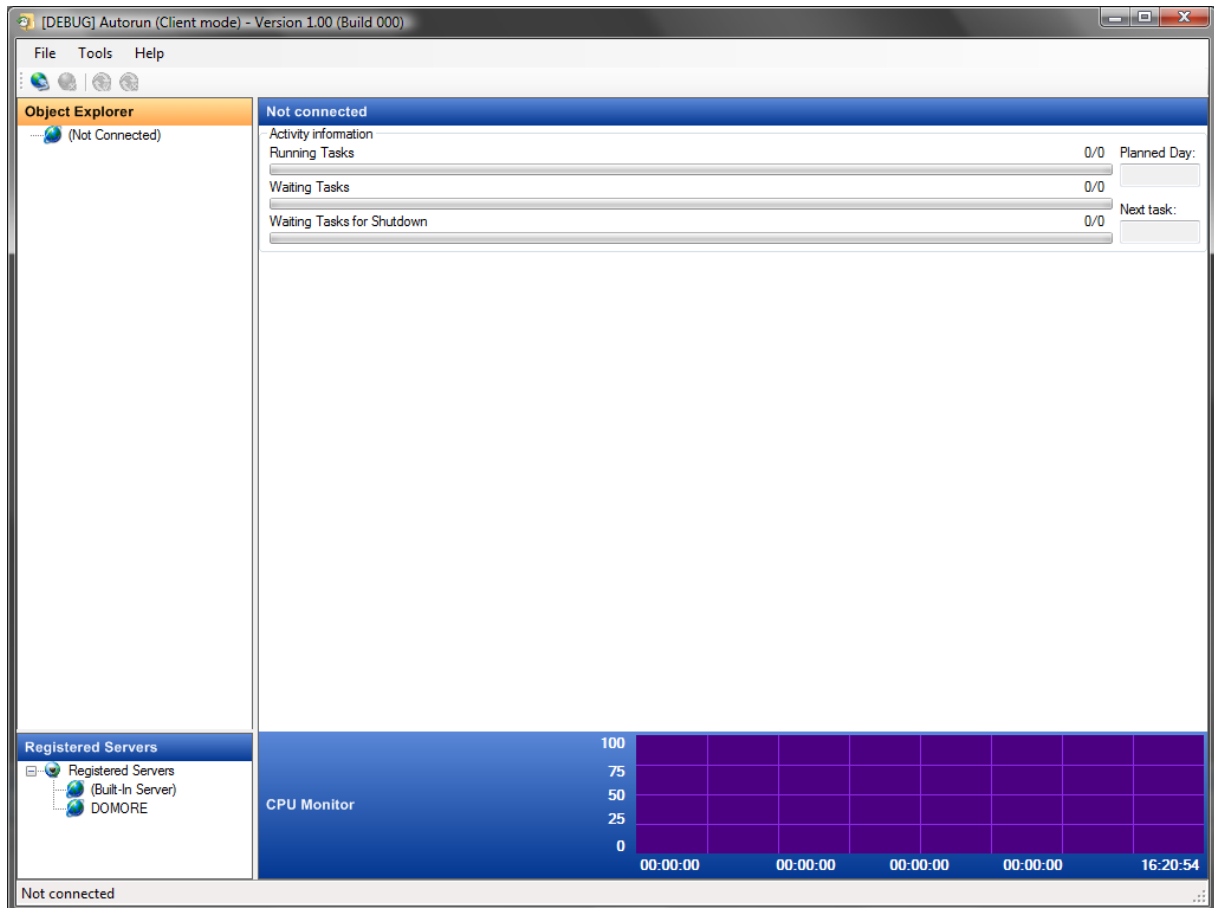 [DEBUG] Autorun (Client mode) - Version 1.00 (Build 000)
File Tools Help
Object Explorer
(Not Connected)
Not connected
Activity information
Running Tasks 0/0 Planned Day:
Waiting Tasks 0/0
Next task:
Waiting Tasks for Shutdown 0/0
Registered Servers
Registered Servers
(Built-In Server)
DOMORE
CPU Monitor
100
75
50
25
0
00:00:00 00:00:00 00:00:00 00:00:00 16:20:54
Not connected